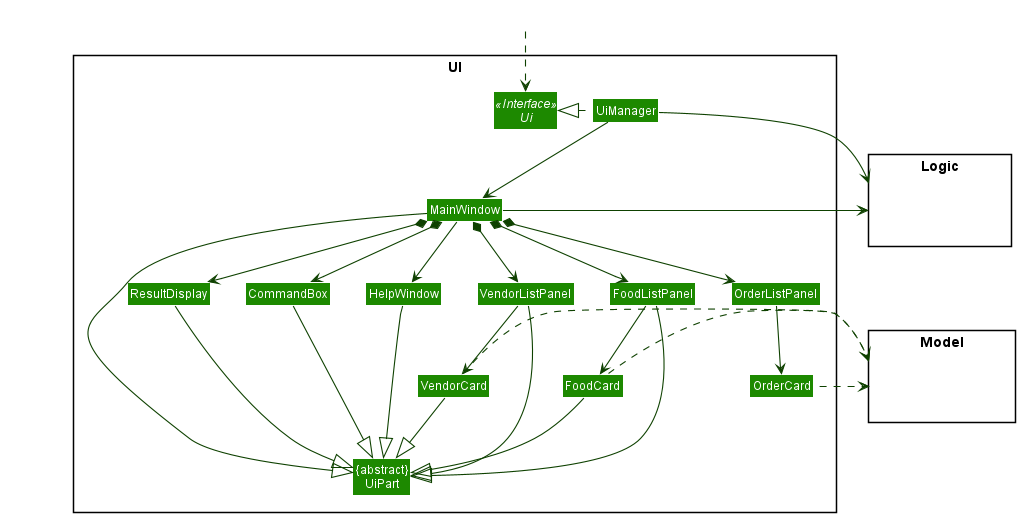 UI
«Interface»
Ui
UiManager
Logic
MainWindow
ResultDisplay
CommandBox
HelpWindow
VendorListPanel
FoodListPanel
OrderListPanel
Model
VendorCard
FoodCard
OrderCard
{abstract}
UiPart